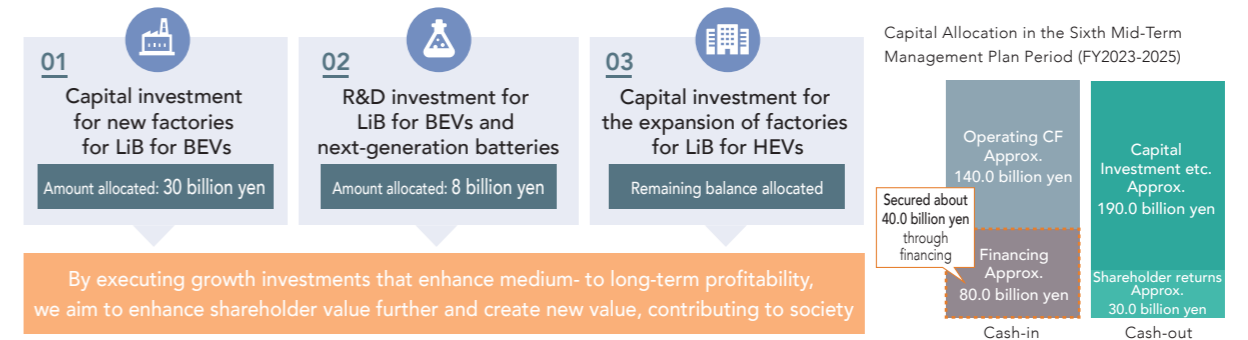 01
Capital investment
for new factories
for LiB for BEVs
Amount allocated: 30 billion yen
02
R&D investment for
LiB for BEVs and
next-generation batteries
Amount allocated: 8 billion yen
03
Capital investment for
the expansion of factories
for LiB for HEVs
Remaining balance allocated
By executing growth investments that enhance medium- to long-term profitability,
we aim to enhance shareholder value further and create new value, contributing to society
Capital Allocation in the Sixth Mid-Term
Management Plan Period (FY2023-2025)
Operating CF
Approx.
140.0 billion yen
Secured about
40.0 billion yen
through
financing
Financing
Approx.
80.0 billion yen
Cash-in
Capital
Investment etc.
Approx.
190.0 billion yen
Shareholder returns
Approx.
30.0 billion yen
Cash-out